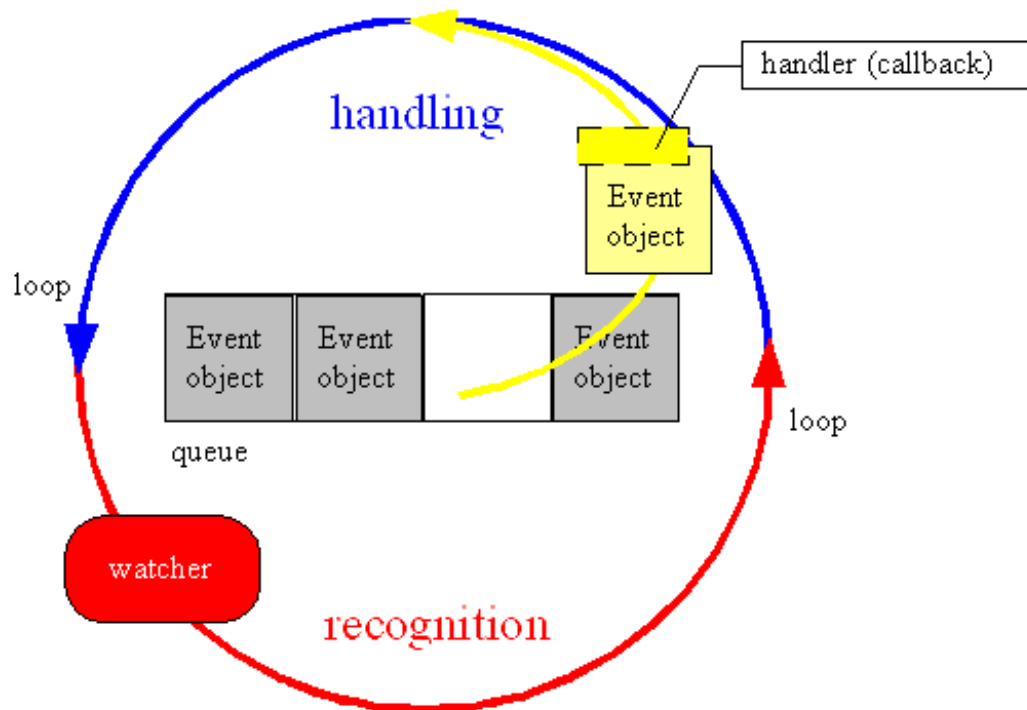 handler (callback)
handling
Event
object
loop
Event
object
Event
object
Event
object
loop
queue
watcher
recognition